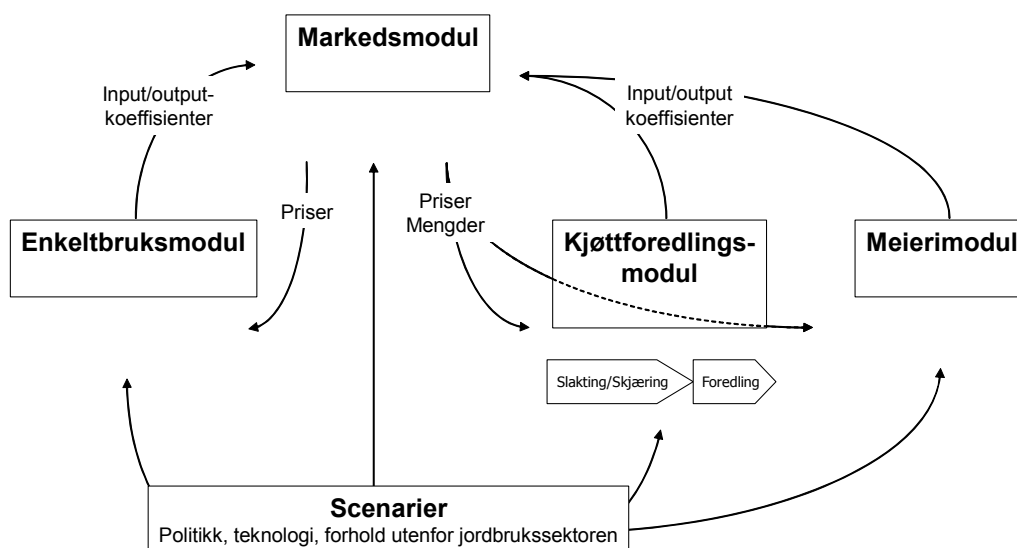 Markedsmodul
Input/output-
koeffisienter
Input/output
koeffisienter
Priser
Priser
Mengder
Enkeltbruksmodul
Kjøttforedlings-
modul
Meierimodul
Slakting/Skjæring
Foredling
Scenarier
Politikk, teknologi, forhold utenfor jordbrukssektoren